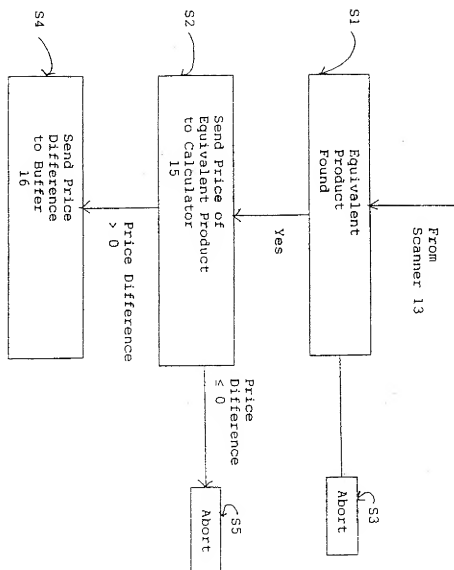 From
Scanner 13
S1
Equivalent
Product
Found
S3
Abort
Yes
S2
Send Price of
Equivalent Product
to Calculator
15
Price
Difference
≤ 0
S5
Abort
Price Difference
> 0
S4
Send Price
Difference
to Buffer
16